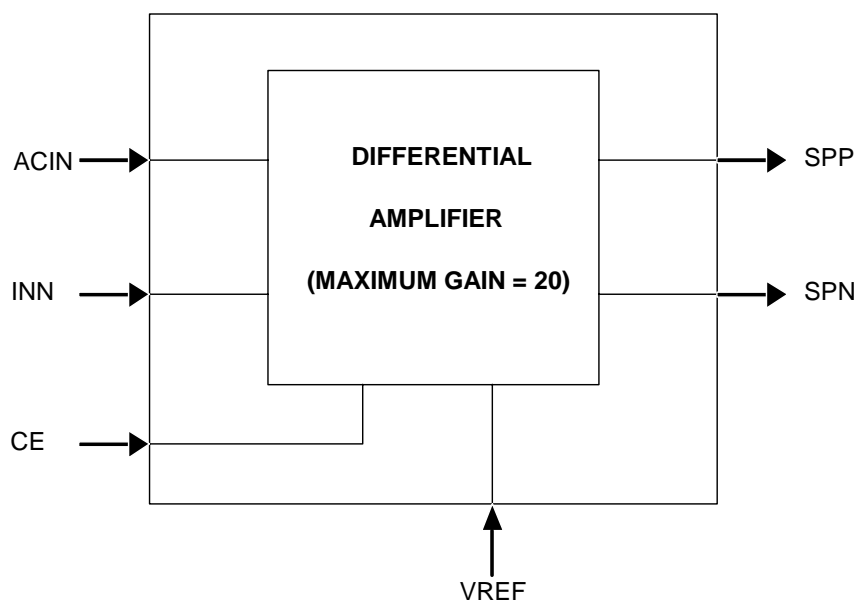 ACIN
DIFFERENTIAL
SPP
AMPLIFIER
INN
(MAXIMUM GAIN = 20)
SPN
CE
VREF